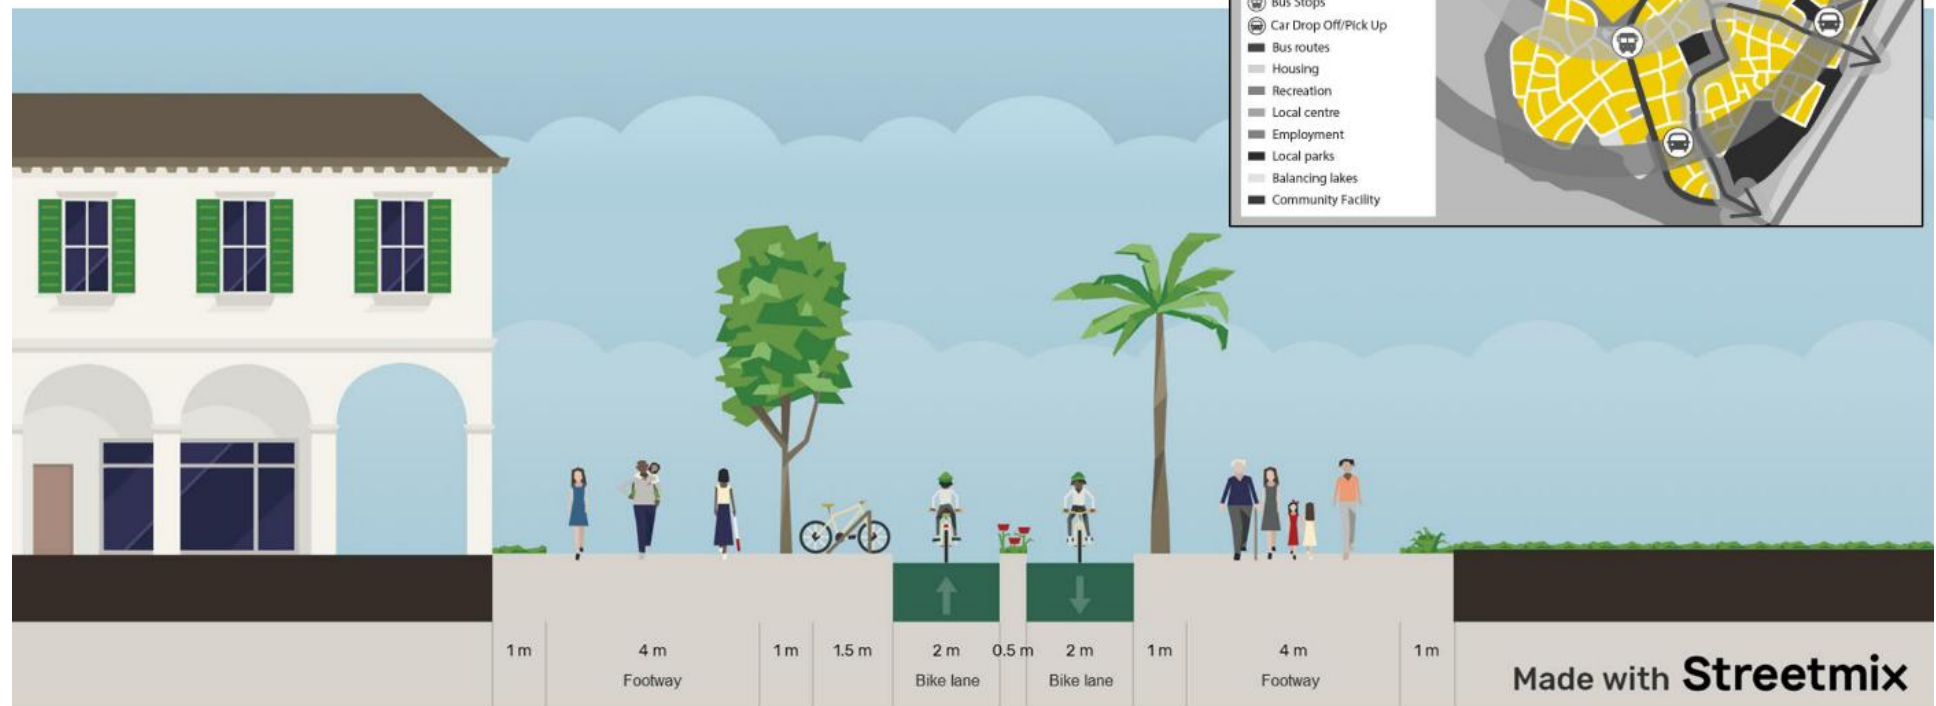 Bus Stops
Car Drop Off/Pick Up
Bus routes
Housing
Recreation
Local centre
Employment
Local parks
Balancing lakes
Community Facility
1 m
4 m
1 m
1.5 m
2 m
0.5 m
2 m
1 m
4 m
1 m
Footway
Bike lane
Bike lane
Footway
Made with Streetmix